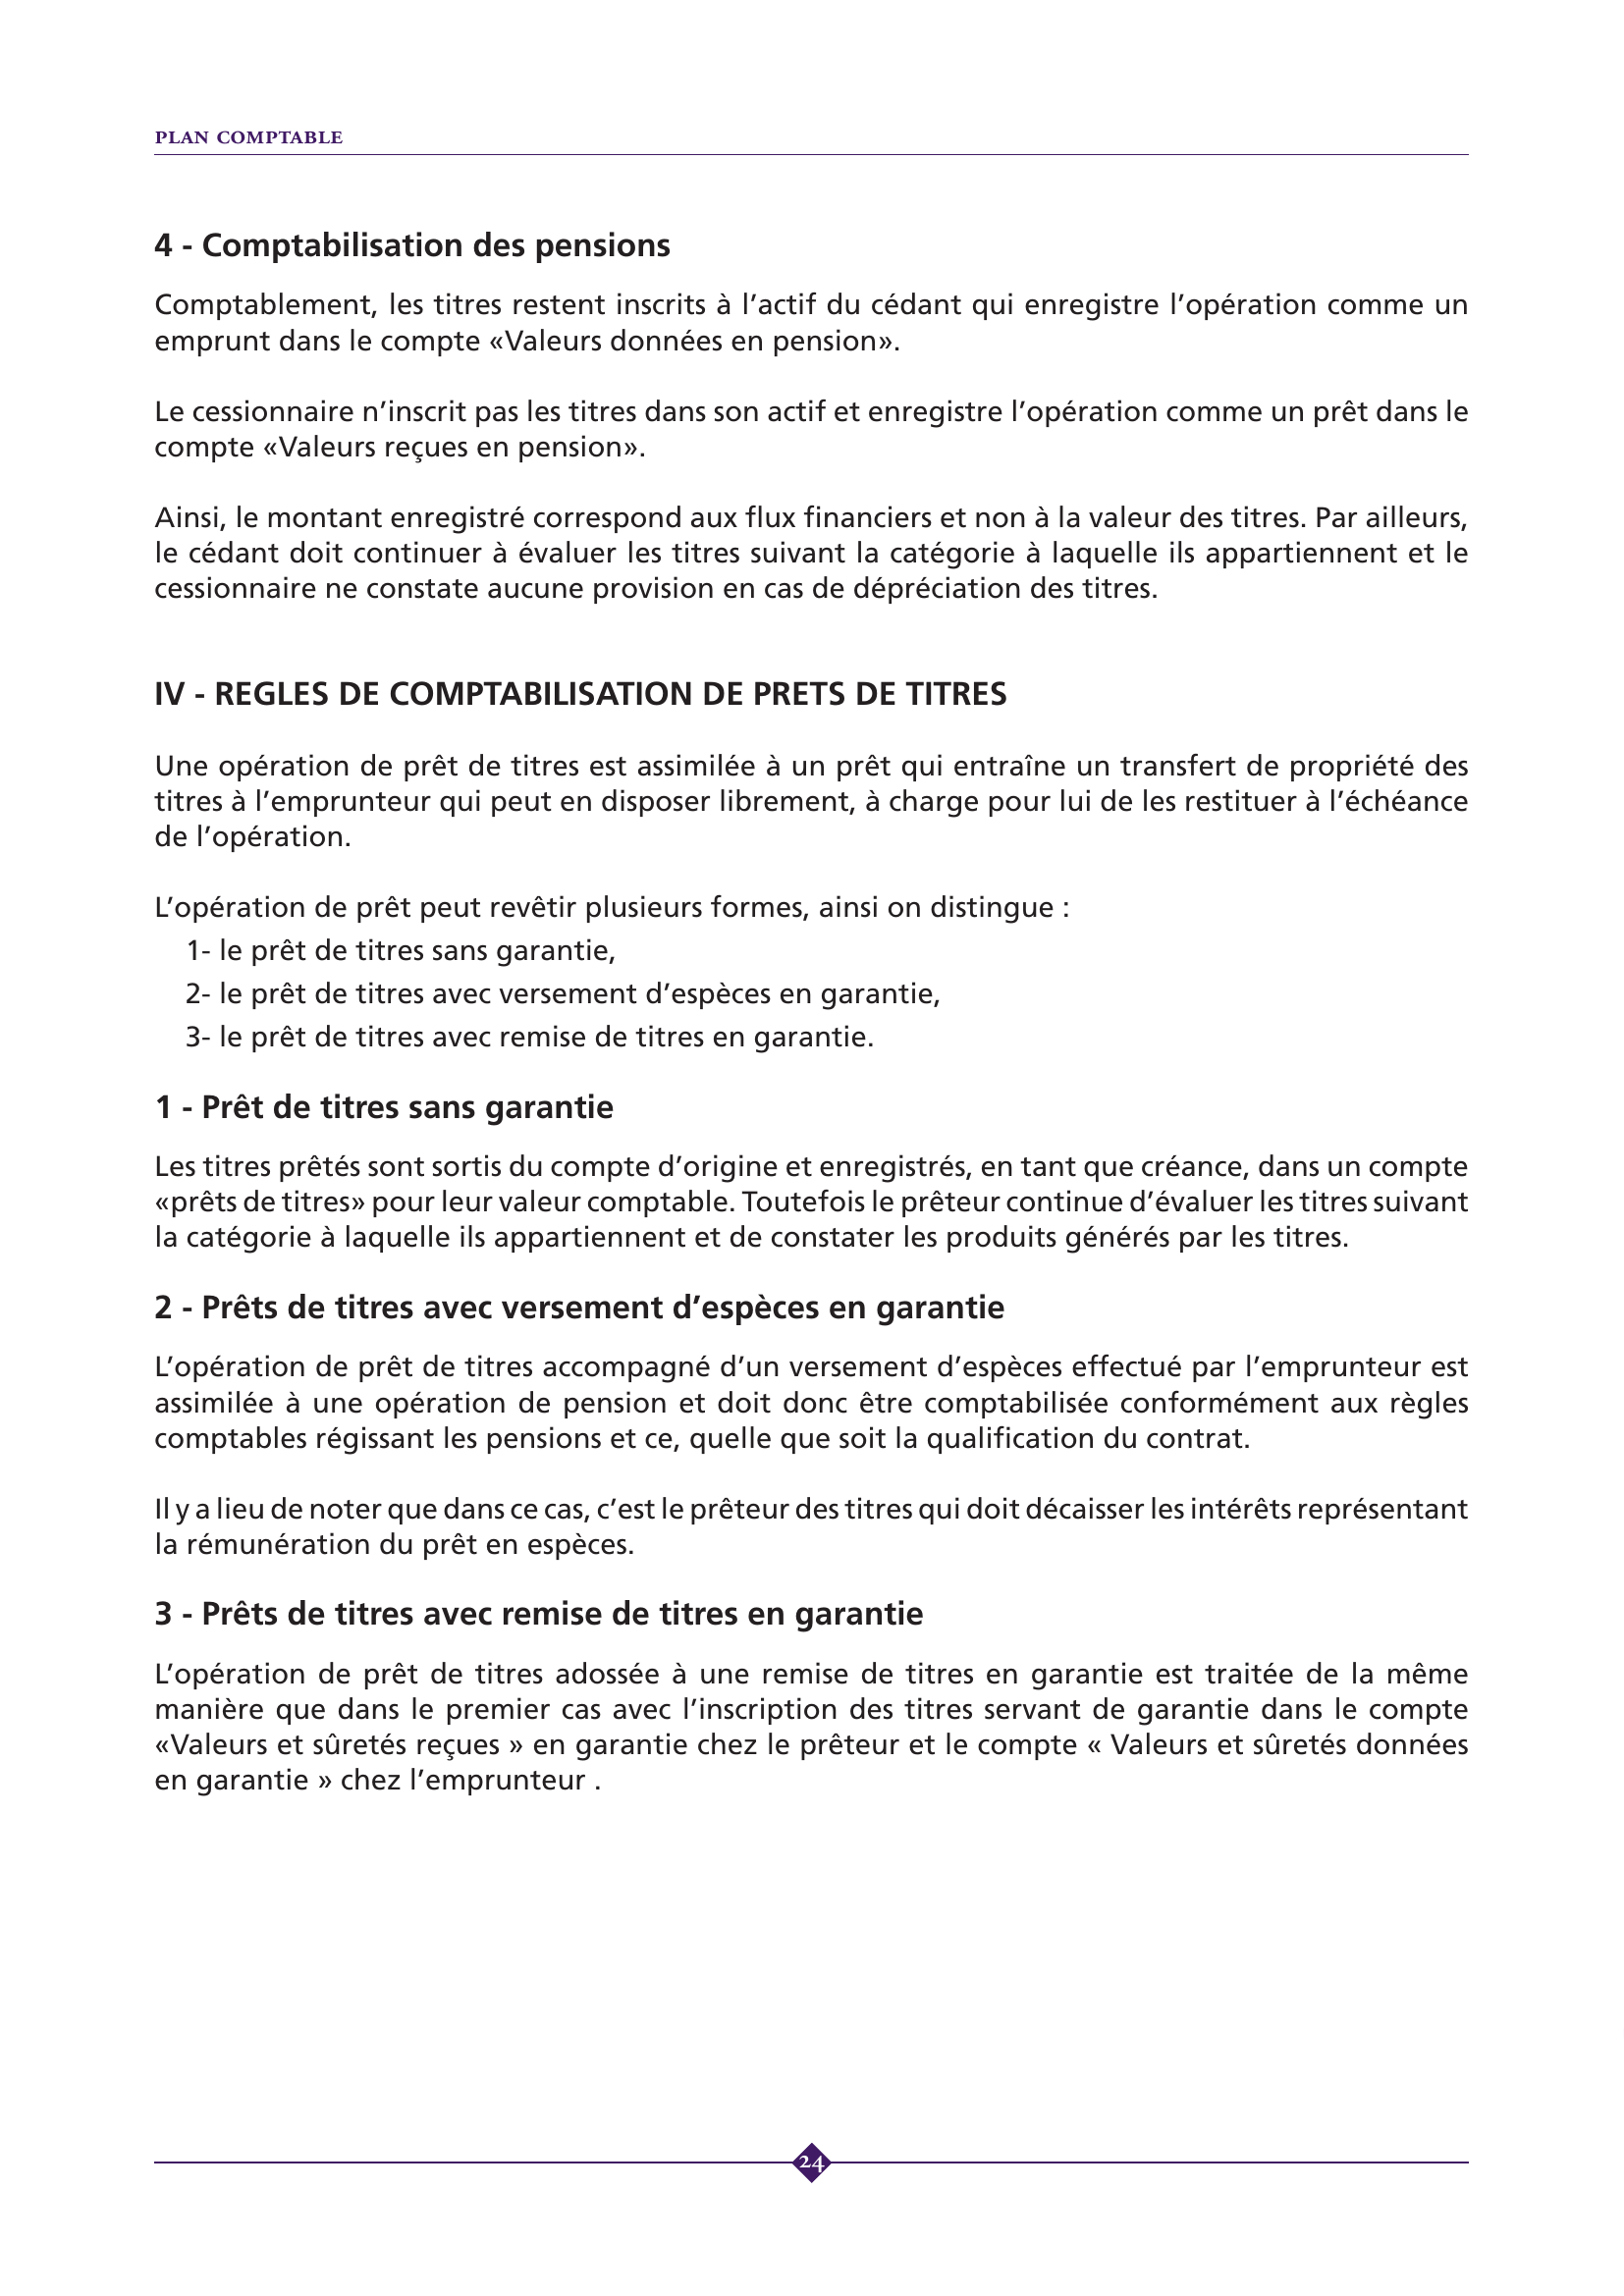 PLAN COMPTABLE
4 - Comptabilisation des pensions
Comptablement, les titres restent inscrits à l’actif du cédant qui enregistre l’opération comme un
emprunt dans le compte «Valeurs données en pension».
Le cessionnaire n’inscrit pas les titres dans son actif et enregistre l’opération comme un prêt dans le
compte «Valeurs reçues en pension».
Ainsi, le montant enregistré correspond aux flux financiers et non à la valeur des titres. Par ailleurs,
le cédant doit continuer à évaluer les titres suivant la catégorie à laquelle ils appartiennent et le
cessionnaire ne constate aucune provision en cas de dépréciation des titres.
IV - REGLES DE COMPTABILISATION DE PRETS DE TITRES
Une opération de prêt de titres est assimilée à un prêt qui entraîne un transfert de propriété des
titres à l’emprunteur qui peut en disposer librement, à charge pour lui de les restituer à l’échéance
de l’opération.
L’opération de prêt peut revêtir plusieurs formes, ainsi on distingue :
1- le prêt de titres sans garantie,
2- le prêt de titres avec versement d’espèces en garantie,
3- le prêt de titres avec remise de titres en garantie.
1 - Prêt de titres sans garantie
Les titres prêtés sont sortis du compte d’origine et enregistrés, en tant que créance, dans un compte
«prêts de titres» pour leur valeur comptable. Toutefois le prêteur continue d’évaluer les titres suivant
la catégorie à laquelle ils appartiennent et de constater les produits générés par les titres.
2 - Prêts de titres avec versement d’espèces en garantie
L’opération de prêt de titres accompagné d’un versement d’espèces effectué par l’emprunteur est
assimilée à une opération de pension et doit donc être comptabilisée conformément aux règles
comptables régissant les pensions et ce, quelle que soit la qualification du contrat.
Il y a lieu de noter que dans ce cas, c’est le prêteur des titres qui doit décaisser les intérêts représentant
la rémunération du prêt en espèces.
3 - Prêts de titres avec remise de titres en garantie
L’opération de prêt de titres adossée à une remise de titres en garantie est traitée de la même
manière que dans le premier cas avec l’inscription des titres servant de garantie dans le compte
«Valeurs et sûretés reçues » en garantie chez le prêteur et le compte « Valeurs et sûretés données
en garantie » chez l’emprunteur .
24